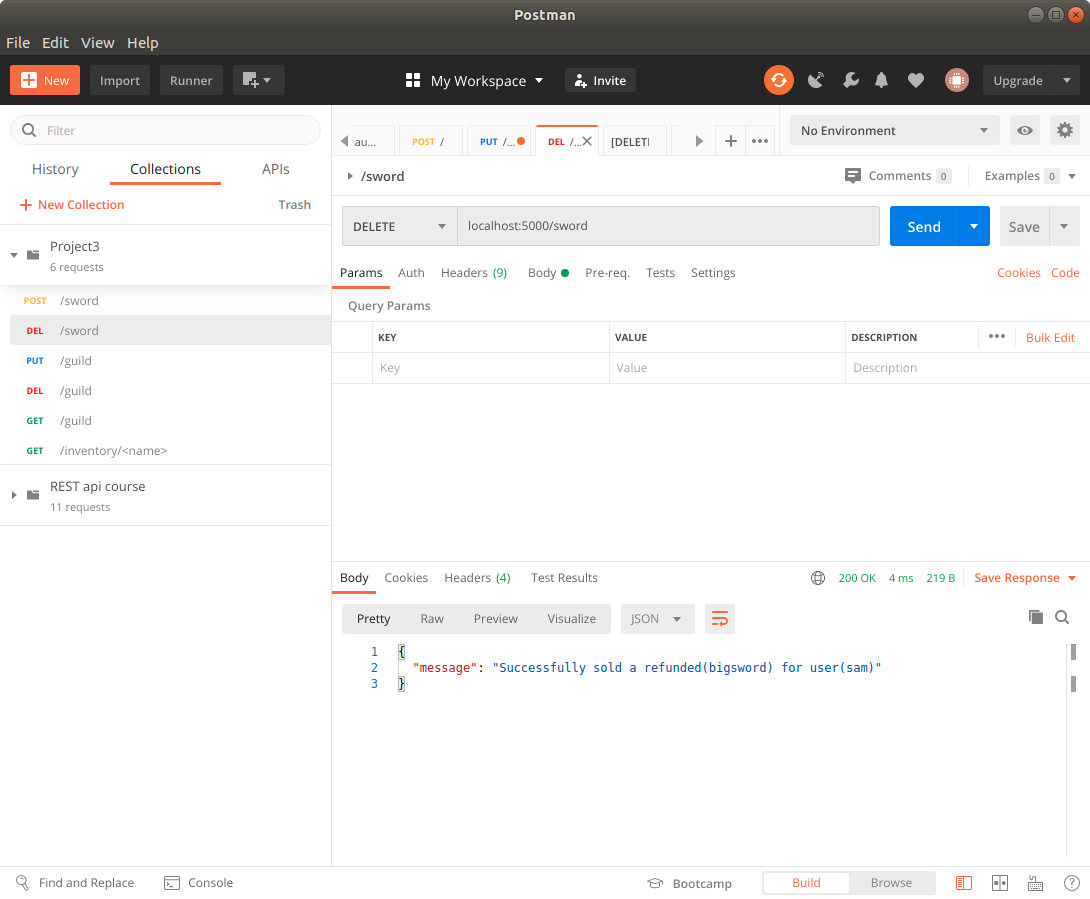 Postman
File Edit View Help
New Import Runner My Workspace Invite Upgrade
Filter
History Collections APIs
New Collection Trash
Project3
6 requests
POST /sword
DEL /sword
PUT /guild
DEL /guild
GET /guild
GET /inventory/<name>
REST api course
11 requests
au... POST / PUT /... DEL /... [DELETI No Environment
/sword Comments 0 Examples 0
DELETE localhost:5000/sword Send Save
Params Auth Headers (9) Body Pre-req. Tests Settings Cookies Code
Query Params
KEY VALUE DESCRIPTION Bulk Edit
Key Value Description
Body Cookies Headers (4) Test Results 200 OK 4 ms 219 B Save Response
Pretty Raw Preview Visualize JSON
1 {
2 "message": "Successfully sold a refunded(bigsword) for user(sam)"
3 }
Find and Replace Console Bootcamp Build Browse